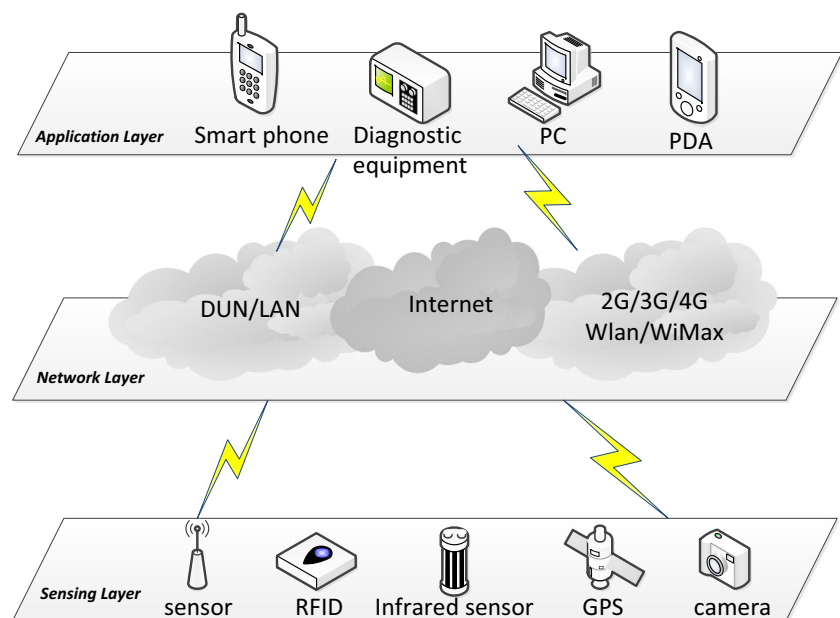 Application Layer
Smart phone
Diagnostic
equipment
PC
PDA
DUN/LAN
Internet
2G/3G/4G
Wlan/WiMax
Network Layer
Sensing Layer
sensor
RFID
Infrared sensor
GPS
camera